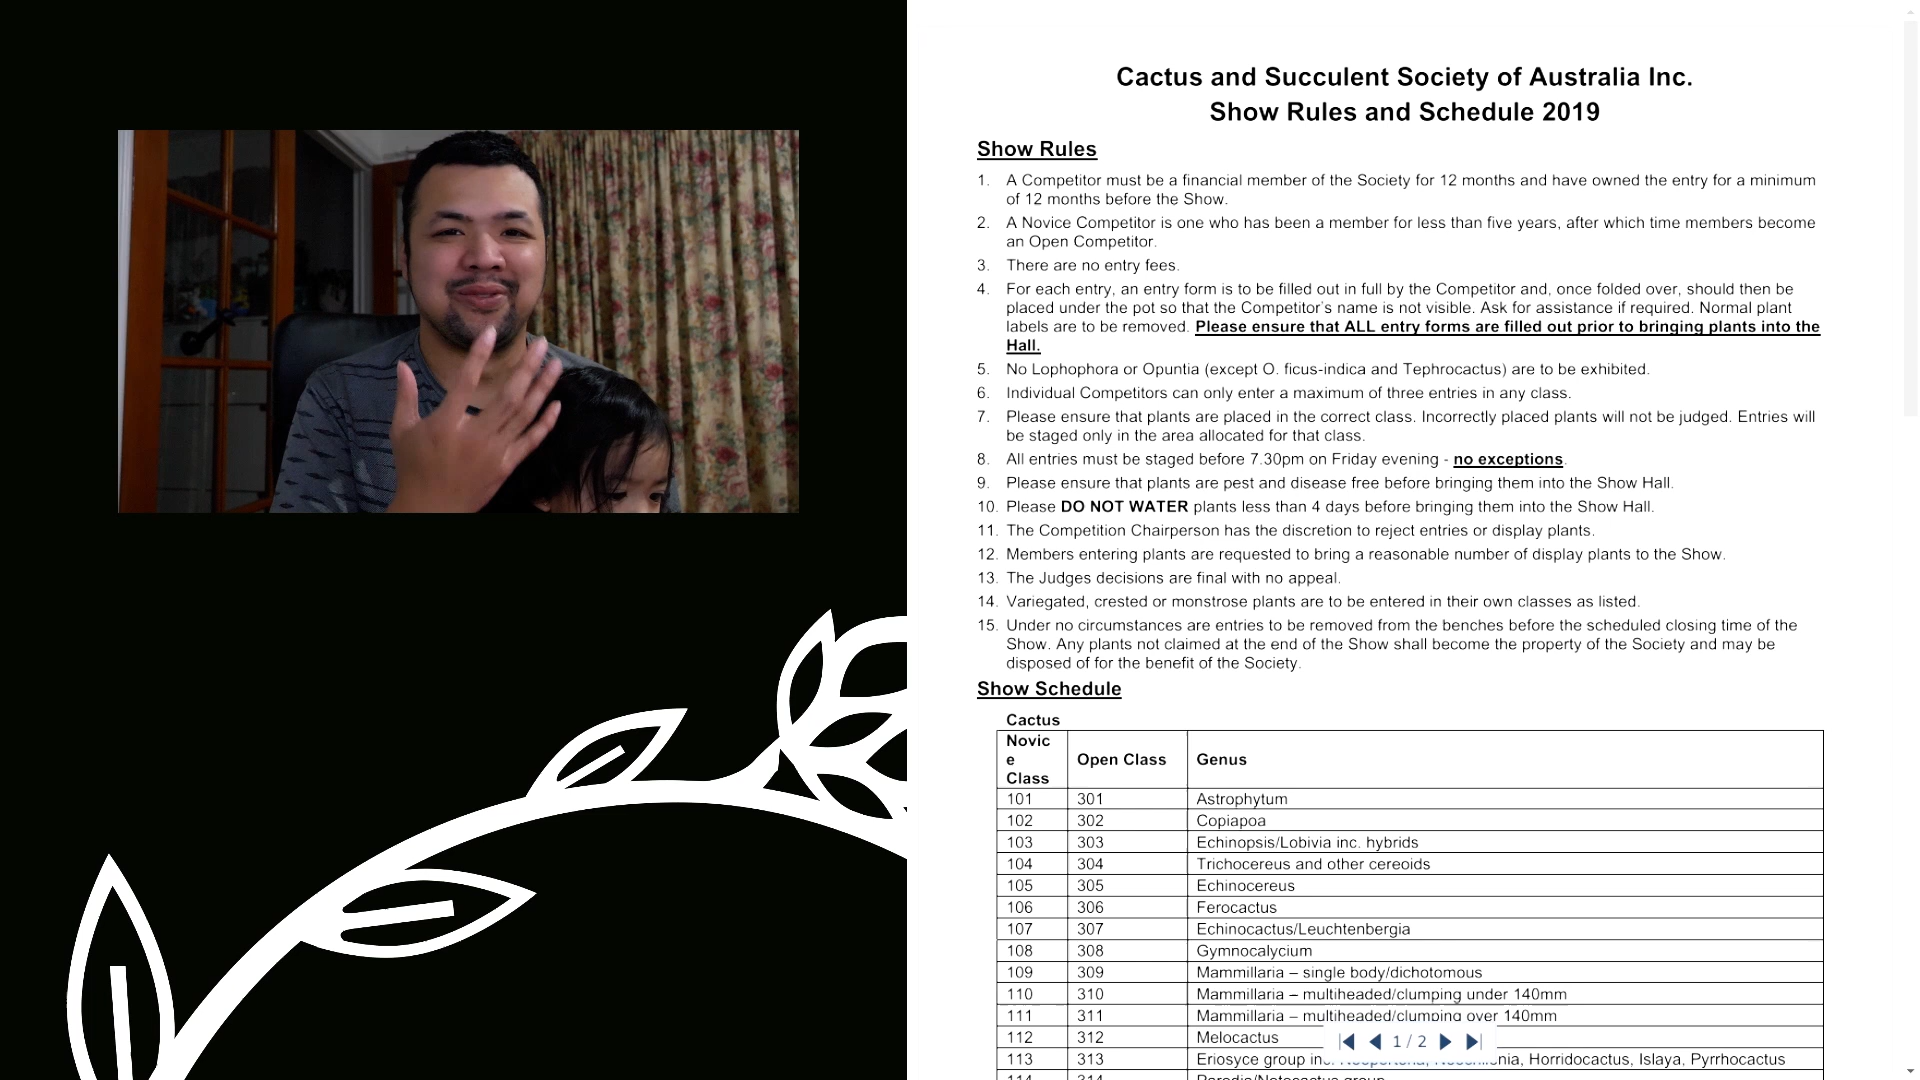 Cactus and Succulent Society of Australia Inc.
Show Rules and Schedule 2019
Show Rules
1. A Competitor must be a financial member of the Society for 12 months and have owned the entry for a minimum
of 12 months before the Show.
2. A Novice Competitor is one who has been a member for less than five years, after which time members become
an Open Competitor.
3. There are no entry fees.
4. For each entry, an entry form is to be filled out in full by the Competitor and, once folded over, should then be
placed under the pot so that the Competitor's name is not visible. Ask for assistance if required. Normal plant
labels are to be removed. Please ensure that ALL entry forms are filled out prior to bringing plants into the
Hall.
5. No Lophophora or Opuntia (except O. ficus-indica and Tephrocactus) are to be exhibited.
6. Individual Competitors can only enter a maximum of three entries in any class.
7. Please ensure that plants are placed in the correct class. Incorrectly placed plants will not be judged. Entries will
be staged only in the area allocated for that class.
8. All entries must be staged before 7.30pm on Friday evening - no exceptions.
9. Please ensure that plants are pest and disease free before bringing them into the Show Hall.
10. Please DO NOT WATER plants less than 4 days before bringing them into the Show Hall.
11. The Competition Chairperson has the discretion to reject entries or display plants.
12. Members entering plants are requested to bring a reasonable number of display plants to the Show.
13. The Judges decisions are final with no appeal.
14. Variegated, crested or monstrose plants are to be entered in their own classes as listed.
15. Under no circumstances are entries to be removed from the benches before the scheduled closing time of the
Show. Any plants not claimed at the end of the Show shall become the property of the Society and may be
disposed of for the benefit of the Society.
Show Schedule
Cactus
Novic
e
Class
Open Class
Genus
101 301 Astrophytum
102 302 Copiapoa
103 303 Echinopsis/Lobivia inc. hybrids
104 304 Trichocereus and other cereoids
105 305 Echinocereus
106 306 Ferocactus
107 307 Echinocactus/Leuchtenbergia
108 308 Gymnocalycium
109 309 Mammillaria – single body/dichotomous
110 310 Mammillaria – multiheaded/clumping under 140mm
111 311 Mammillaria – multiheaded/clumping over 140mm
112 312 Melocactus
1 / 2
113 313 Eriosyce group Horridocactus, Islaya, Pyrrhocactus